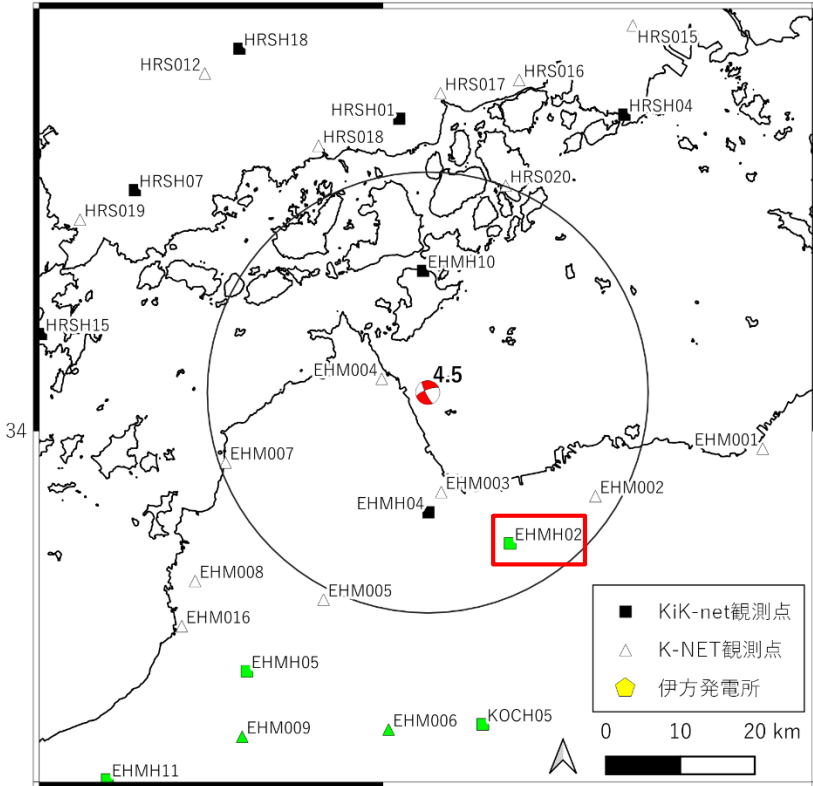 HRS015
HRSH18
HRS012
HRS016
HRS017
HRSH01
HRSH04
HRS018
HRSH07
HRS020
HRS019
EHMH10
HRSH15
EHM004
4.5
34
EHM001
EHM007
EHM003
EHM002
EHMH04
EHMH02
EHM008
EHM005
EHM016
KiK-net観測点
K-NET観測点
伊方発電所
EHMH05
EHM009
EHM006
KOCH05
0 10 20 km
EHMH11